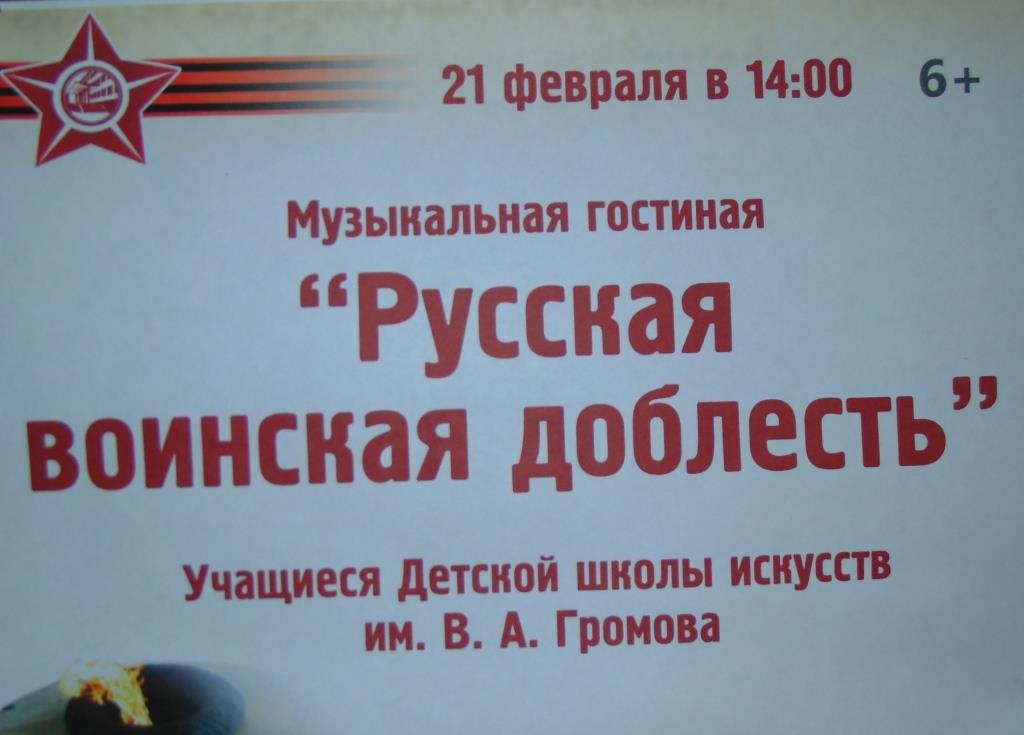 21 февраля в 14:00 6+
Музыкальная гостиная
“Русская
воинская доблесть”
Учащиеся Детской школы искусств
им. В. А. Громова